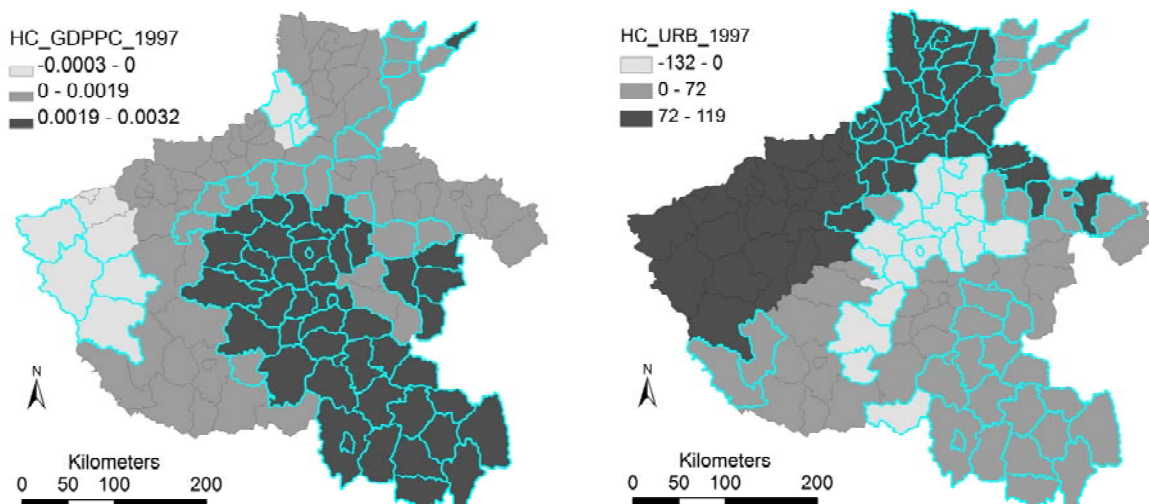 HC_GDPPC_1997
-0.0003 - 0
0 - 0.0019
0.0019 - 0.0032
N
Kilometers
0 50 100 200
HC_URB_1997
-132 - 0
0 - 72
72 - 119
N
Kilometers
0 50 100 200